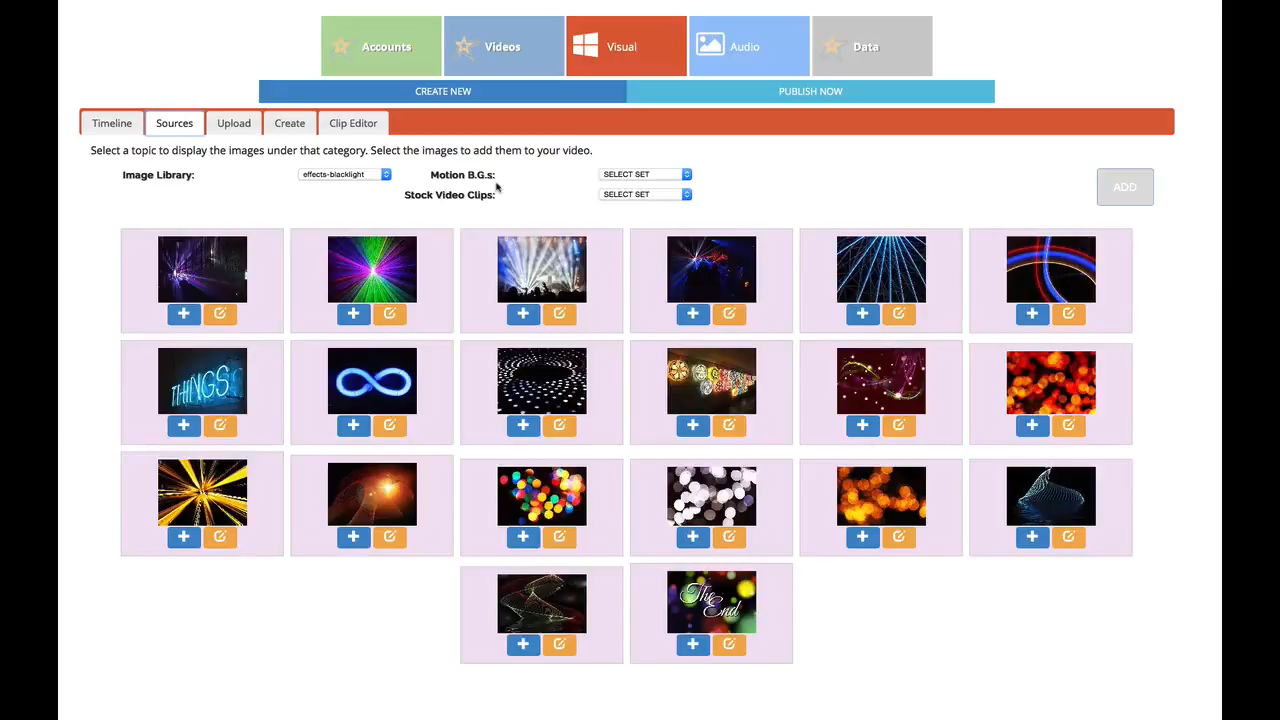 Accounts
Videos
Visual
Audio
Data
CREATE NEW
PUBLISH NOW
Timeline
Sources
Upload
Create
Clip Editor
Select a topic to display the images under that category. Select the images to add them to your video.
Image Library:
effects-blacklight
Motion B.G.s:
SELECT SET
Stock Video Clips:
SELECT SET
ADD
THINGS
The
End